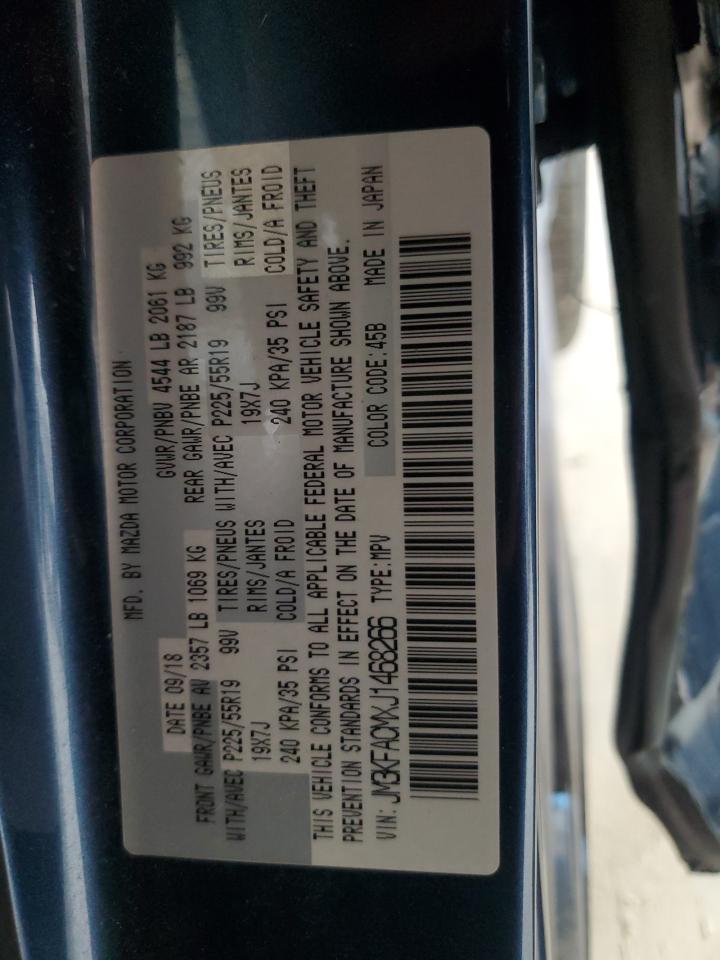 MFD. BY MAZDA MOTOR CORPORATION
DATE 09/18 GVWR/PNBV 4544 LB 2061 KG
FRONT GAWR/PNBE AV 2357 LB 1069 KG REAR GAWR/PNBE AR 2187 LB 992 KG
WITH/AVEC P225/55R19 99V TIRES/PNEUS WITH/AVEC P225/55R19 99V TIRES/PNEUS
19X7J RIMS/JANTES 19X7J RIMS/JANTES
240 KPA/35 PSI COLD/A FROID 240 KPA/35 PSI COLD/A FROID
THIS VEHICLE CONFORMS TO ALL APPLICABLE FEDERAL MOTOR VEHICLE SAFETY AND THEFT
PREVENTION STANDARDS IN EFFECT ON THE DATE OF MANUFACTURE SHOWN ABOVE.
VIN: JM3KFACMXJ1468266 TYPE:MPV COLOR CODE:45B MADE IN JAPAN